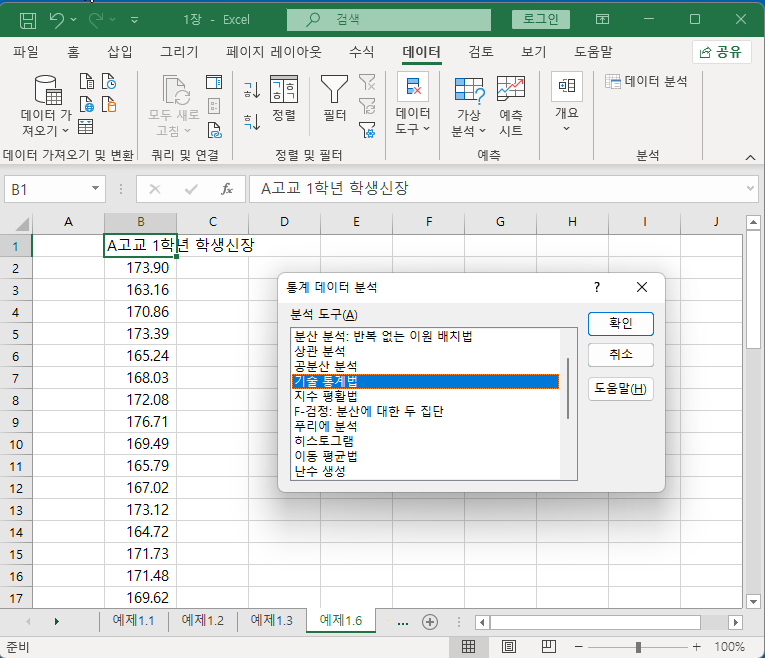 1장 - Excel
검색
로그인
파일 홈 삽입 그리기 페이지 레이아웃 수식 데이터 검토 보기 도움말 공유
데이터 가져오기
모두 새로 고침
정렬
필터
데이터 도구
가상 분석
예측 시트
개요
데이터 분석
데이터 가져오기 및 변환 쿼리 및 연결 정렬 및 필터 예측 분석
B1 fx A고교 1학년 학생신장
A B C D E F G H I J
1 A고교 1학년 학생신장
2 173.90
3 163.16
4 170.86
5 173.39
6 165.24
7 168.03
8 172.08
9 176.71
10 169.49
11 165.79
12 167.02
13 173.12
14 164.72
15 171.73
16 171.48
17 169.62
통계 데이터 분석 ?
분석 도구(A)
분산 분석: 반복 없는 이원 배치법
상관 분석
공분산 분석
기술 통계법
지수 평활법
F-검정: 분산에 대한 두 집단
푸리에 분석
히스토그램
이동 평균법
난수 생성
확인
취소
도움말(H)
예제1.1 예제1.2 예제1.3 예제1.6 ...
준비 100%